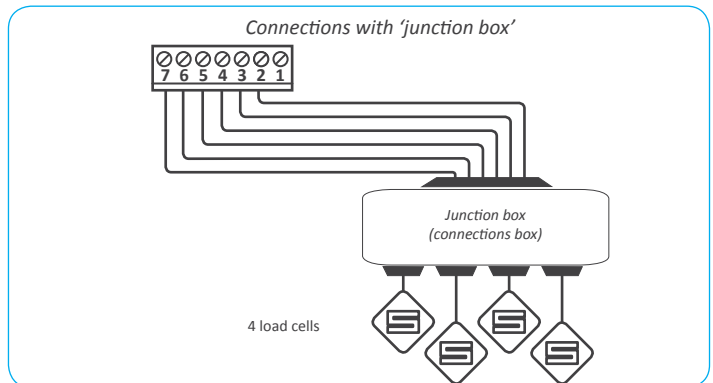 Connections with ‘junction box’
7 6 5 4 3 2 1
Junction box
(connections box)
4 load cells